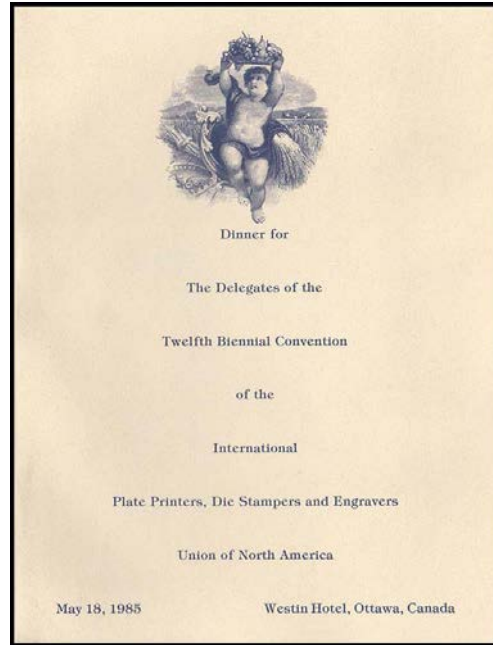 Dinner for
The Delegates of the
Twelfth Biennial Convention
of the
International
Plate Printers, Die Stampers and Engravers
Union of North America
May 18, 1985 Westin Hotel, Ottawa, Canada